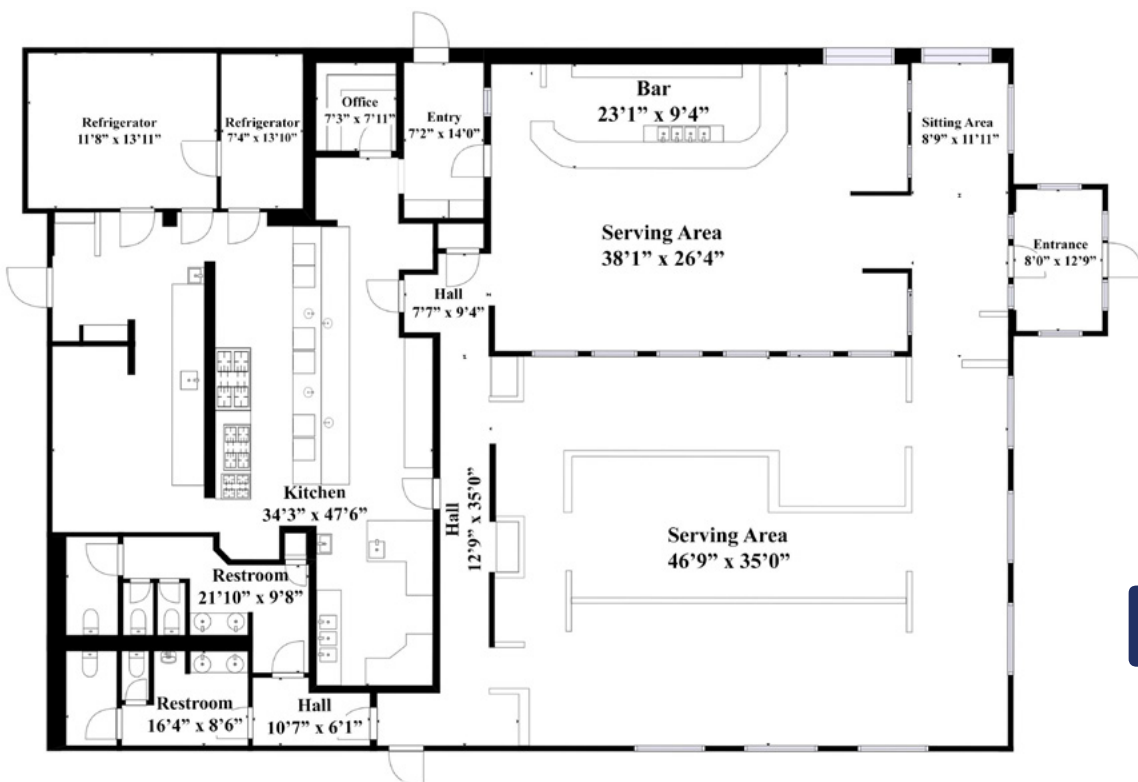 Refrigerator
11’8” x 13’11”
Refrigerator
7’4” x 13’10”
Office
7’3” x 7’11”
Entry
7’2” x 14’0”
Bar
23’1” x 9’4”
Sitting Area
8’9” x 11’11”
Serving Area
38’1” x 26’4”
Entrance
8’0” x 12’9”
Hall
7’7” x 9’4”
Kitchen
34’3” x 47’6”
Hall
12’9” x 35’0”
Serving Area
46’9” x 35’0”
Restroom
21’10” x 9’8”
Restroom
16’4” x 8’6”
Hall
10’7” x 6’1”